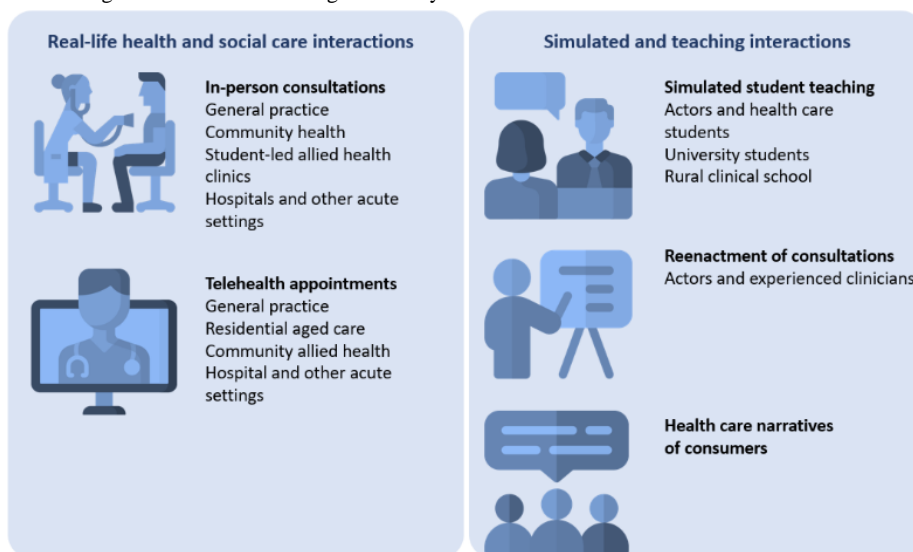 Real-life health and social care interactions
In-person consultations
General practice
Community health
Student-led allied health
clinics
Hospitals and other acute
settings
Telehealth appointments
General practice
Residential aged care
Community allied health
Hospital and other acute
settings
Simulated and teaching interactions
Simulated student teaching
Actors and health care
students
University students
Rural clinical school
Reenactment of consultations
Actors and experienced clinicians
Health care narratives
of consumers